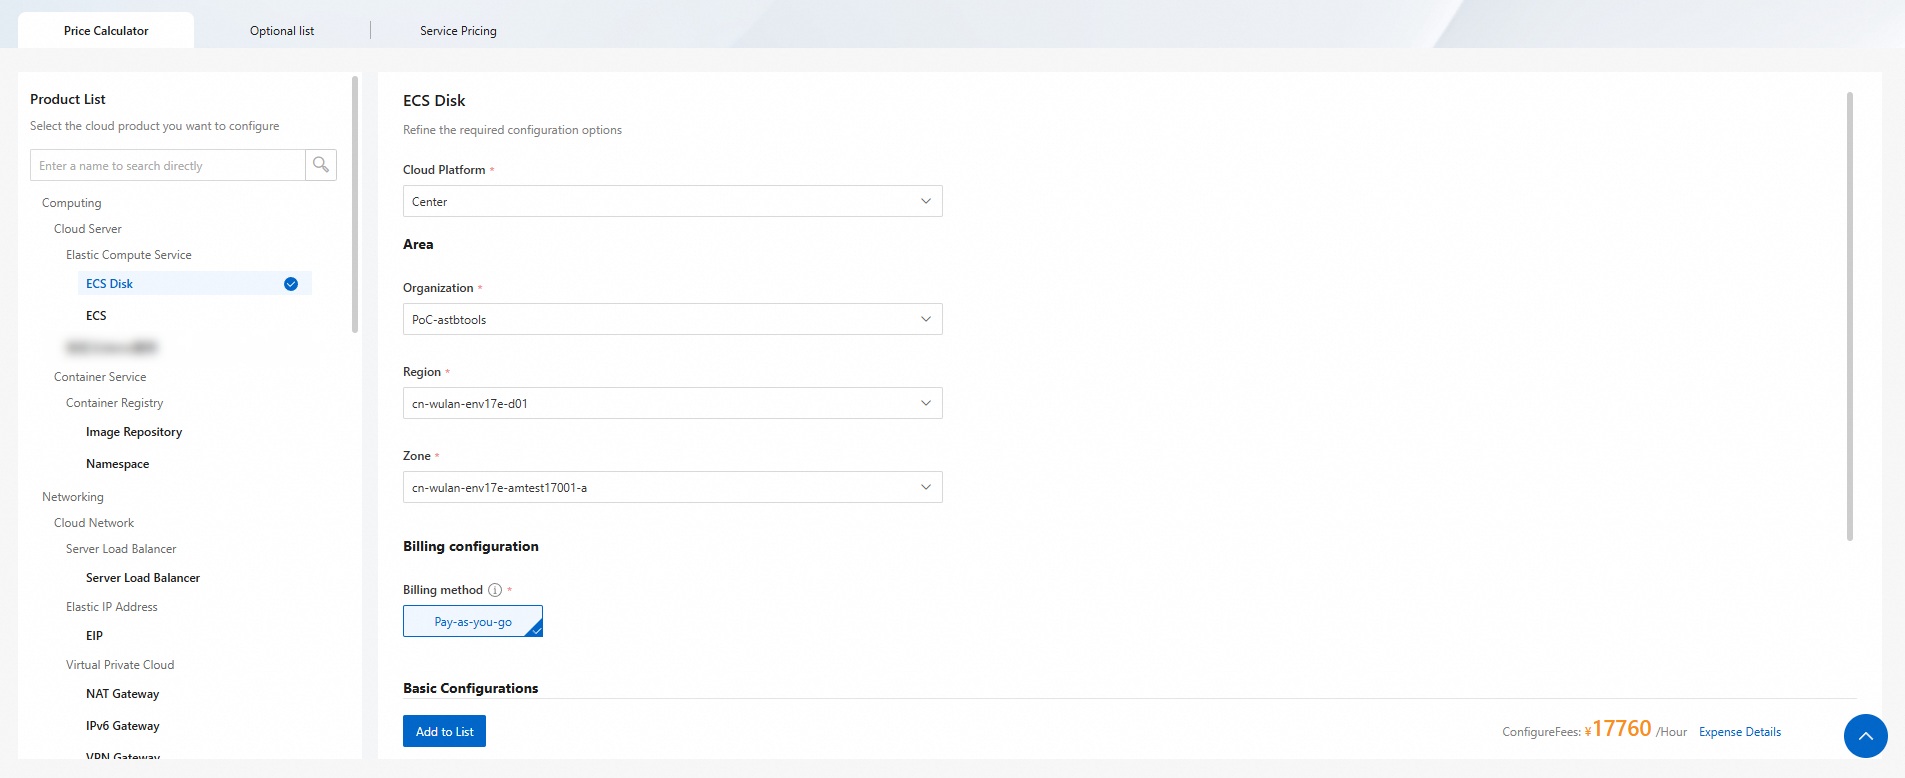 Price Calculator
Optional list
Service Pricing
Product List
Select the cloud product you want to configure
Enter a name to search directly
Computing
Cloud Server
Elastic Compute Service
ECS Disk
ECS
Container Service
Container Registry
Image Repository
Namespace
Networking
Cloud Network
Server Load Balancer
Server Load Balancer
Elastic IP Address
EIP
Virtual Private Cloud
NAT Gateway
IPv6 Gateway
VPN Gateway
ECS Disk
Refine the required configuration options
Cloud Platform *
Center
Area
Organization *
PoC-astbtools
Region *
cn-wulan-env17e-d01
Zone *
cn-wulan-env17e-amtest17001-a
Billing configuration
Billing method *
Pay-as-you-go
Basic Configurations
Add to List
ConfigureFees: ¥17760 /Hour Expense Details